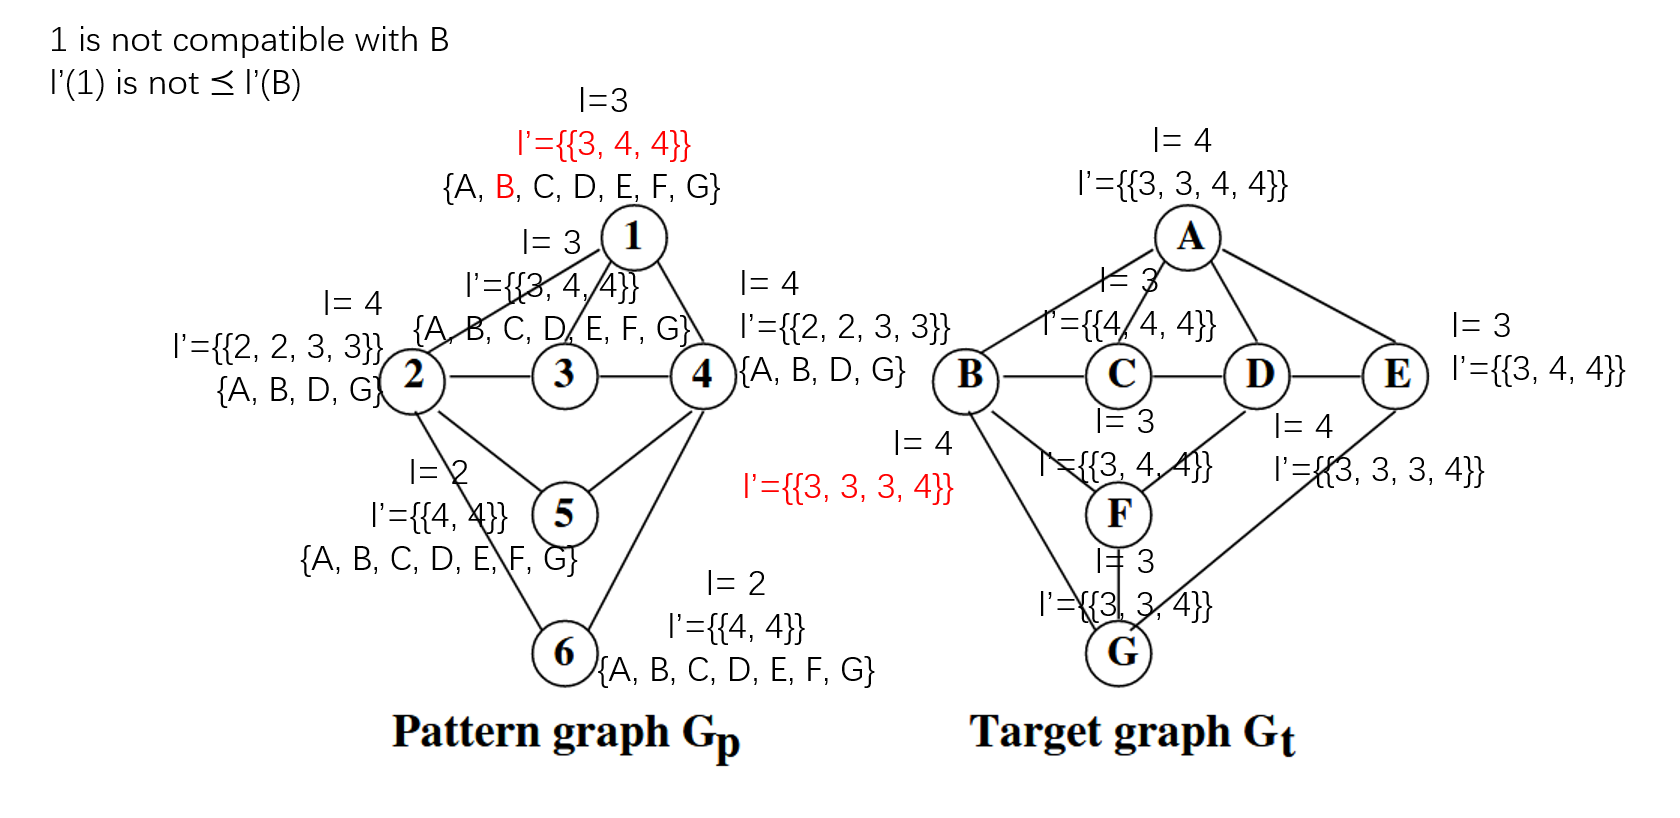 1 is not compatible with B
l’(1) is not ⪯ l’(B)
l=3
l’={{3, 4, 4}}
{A, B, C, D, E, F, G}
1
l= 3
l’={{3, 4, 4}}
{A, B, C, D, E, F, G}
l= 4
l’={{2, 2, 3, 3}}
{A, B, D, G}
2
3
4
l= 4
l’={{2, 2, 3, 3}}
{A, B, D, G}
l= 2
l’={{4, 4}}
{A, B, C, D, E, F, G}
5
l= 2
l’={{4, 4}}
{A, B, C, D, E, F, G}
6
Pattern graph Gp
l= 4
l’={{3, 3, 4, 4}}
A
l= 3
l’={{4, 4, 4}}
B
C
D
E
l= 3
l’={{3, 4, 4}}
l= 4
l’={{3, 3, 3, 4}}
l= 3
l’={{3, 4, 4}}
l= 4
l’={{3, 3, 3, 4}}
F
l= 3
l’={{3, 3, 4}}
G
Target graph Gt